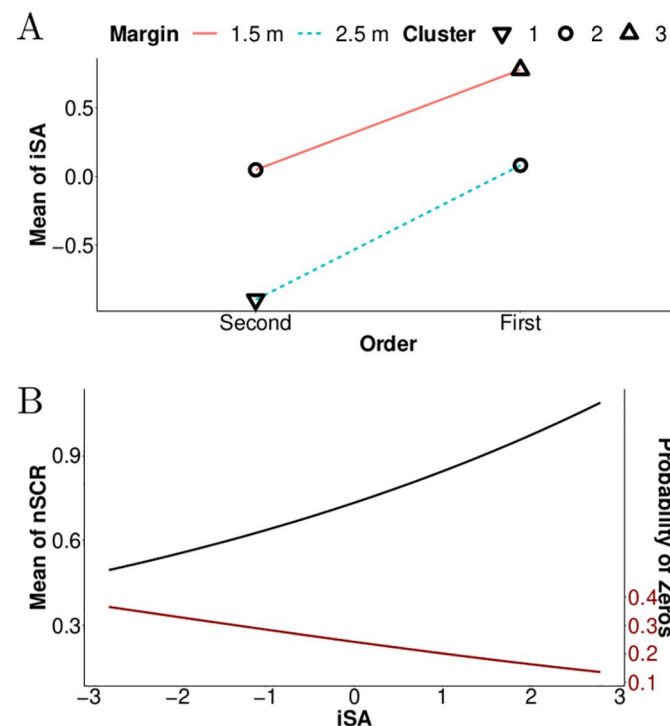 A
Margin 1.5 m 2.5 m Cluster 1 2 3
Mean of iSA
0.5
0.0
−0.5
Second First
Order
B
Mean of nSCR
0.9
0.6
0.3
Probability of Zeros
0.4
0.3
0.2
0.1
−3 −2 −1 0 1 2 3
iSA